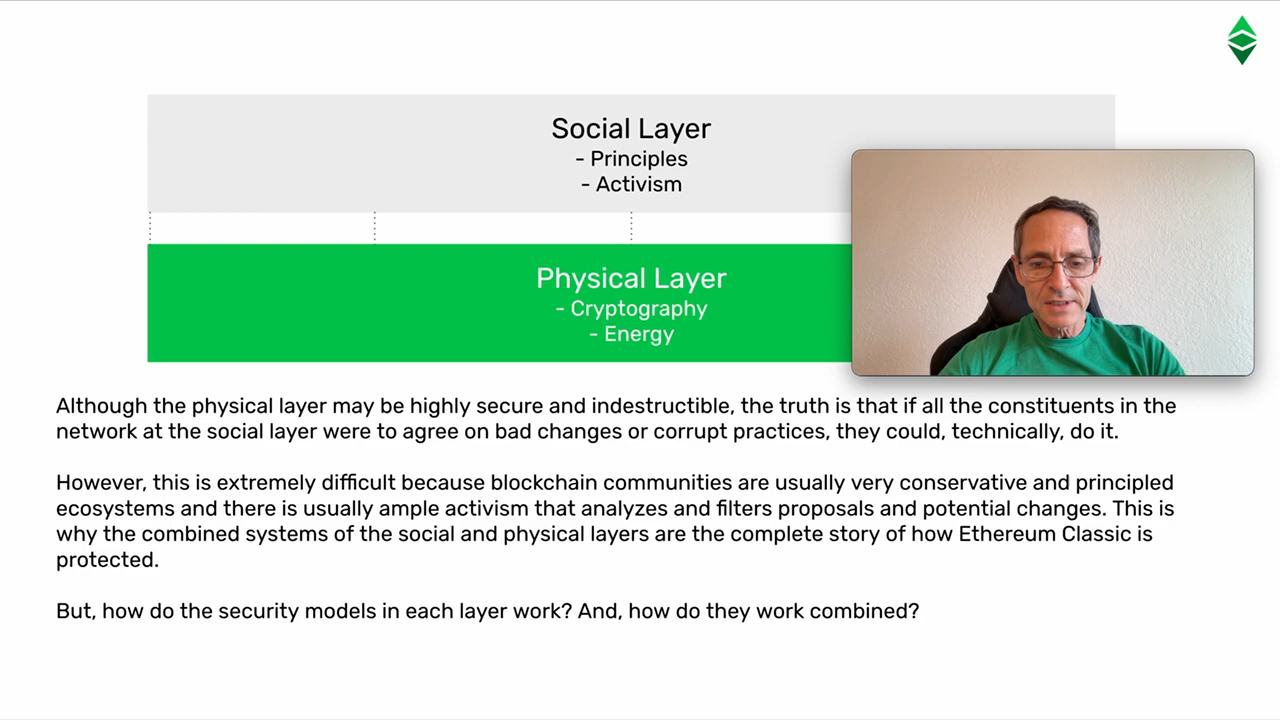 Social Layer
- Principles
- Activism
Physical Layer
- Cryptography
- Energy
Although the physical layer may be highly secure and indestructible, the truth is that if all the constituents in the
network at the social layer were to agree on bad changes or corrupt practices, they could, technically, do it.
However, this is extremely difficult because blockchain communities are usually very conservative and principled
ecosystems and there is usually ample activism that analyzes and filters proposals and potential changes. This is
why the combined systems of the social and physical layers are the complete story of how Ethereum Classic is
protected.
But, how do the security models in each layer work? And, how do they work combined?